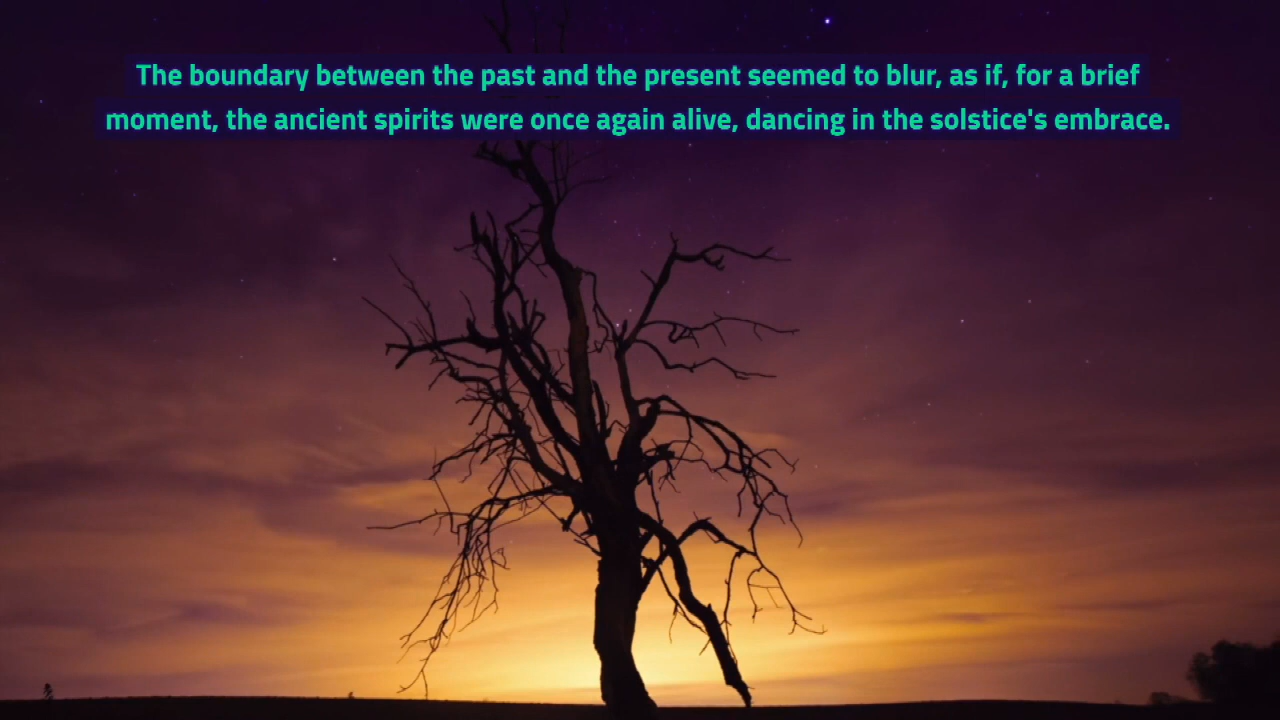 The boundary between the past and the present seemed to blur, as if, for a brief
moment, the ancient spirits were once again alive, dancing in the solstice's embrace.